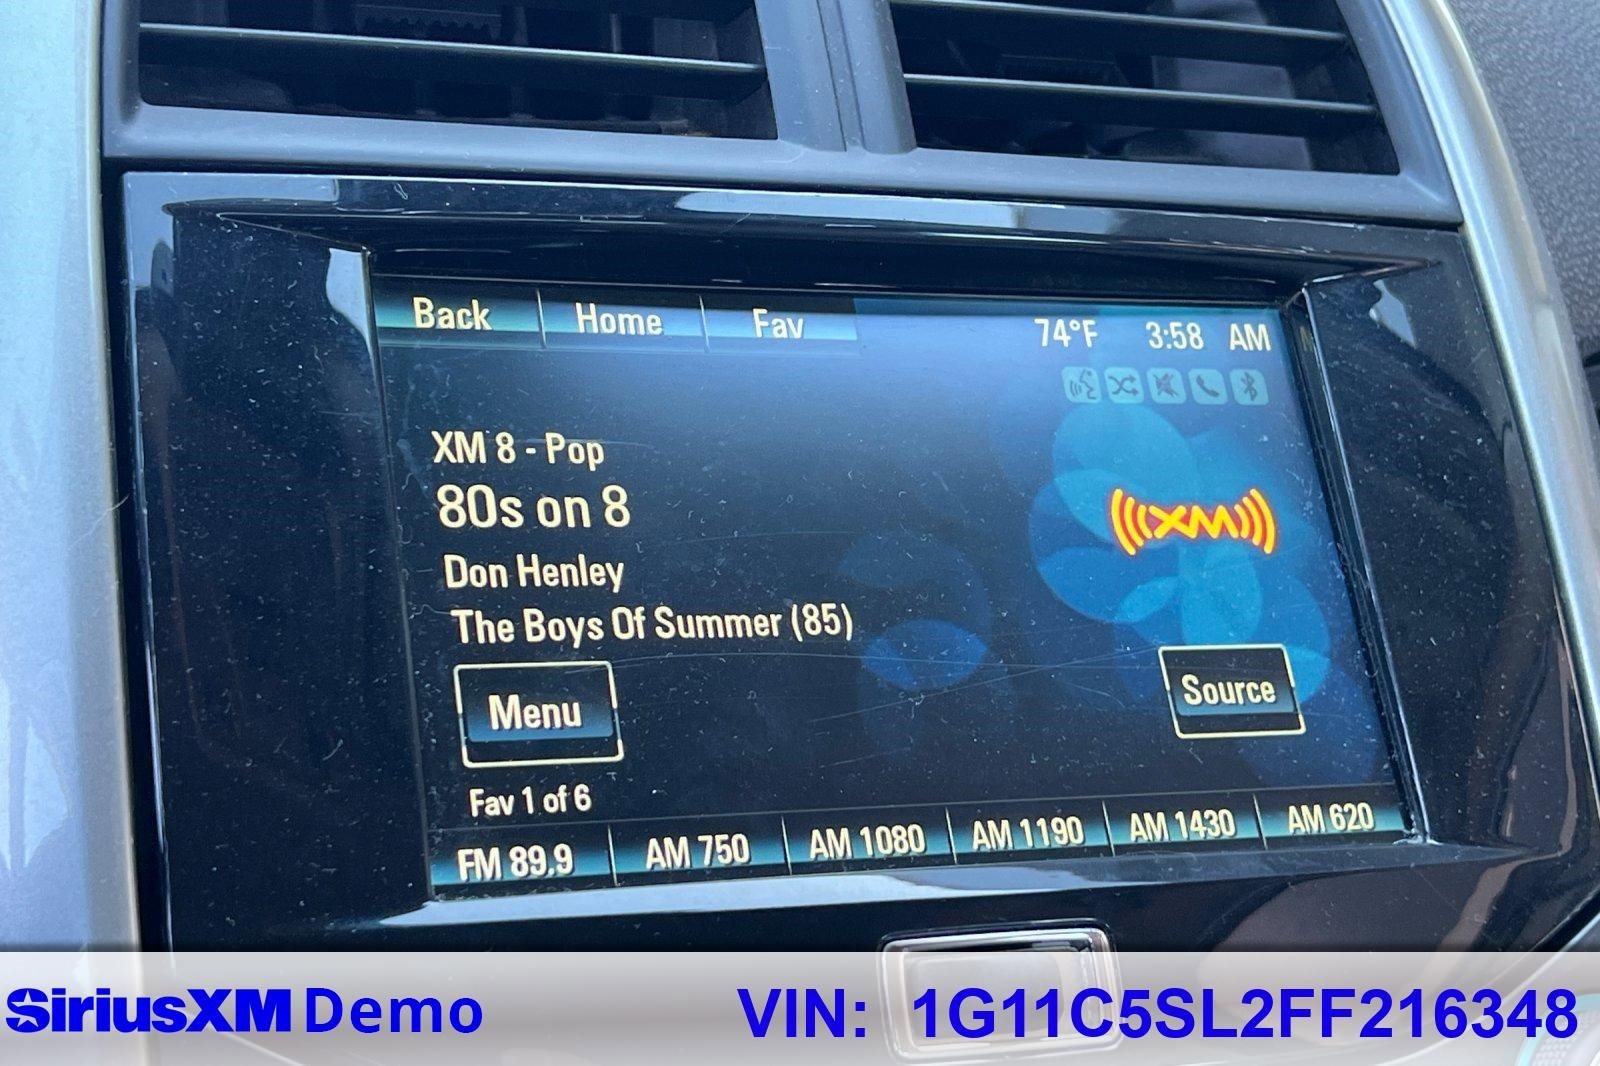 Back Home Fav 74°F 3:58 AM
XM 8 - Pop
80s on 8
((((XM))))
Don Henley
The Boys Of Summer (85)
Menu
Source
Fav 1 of 6
FM 89.9 AM 750 AM 1080 AM 1190 AM 1430 AM 620
SiriusXM Demo VIN: 1G11C5SL2FF216348